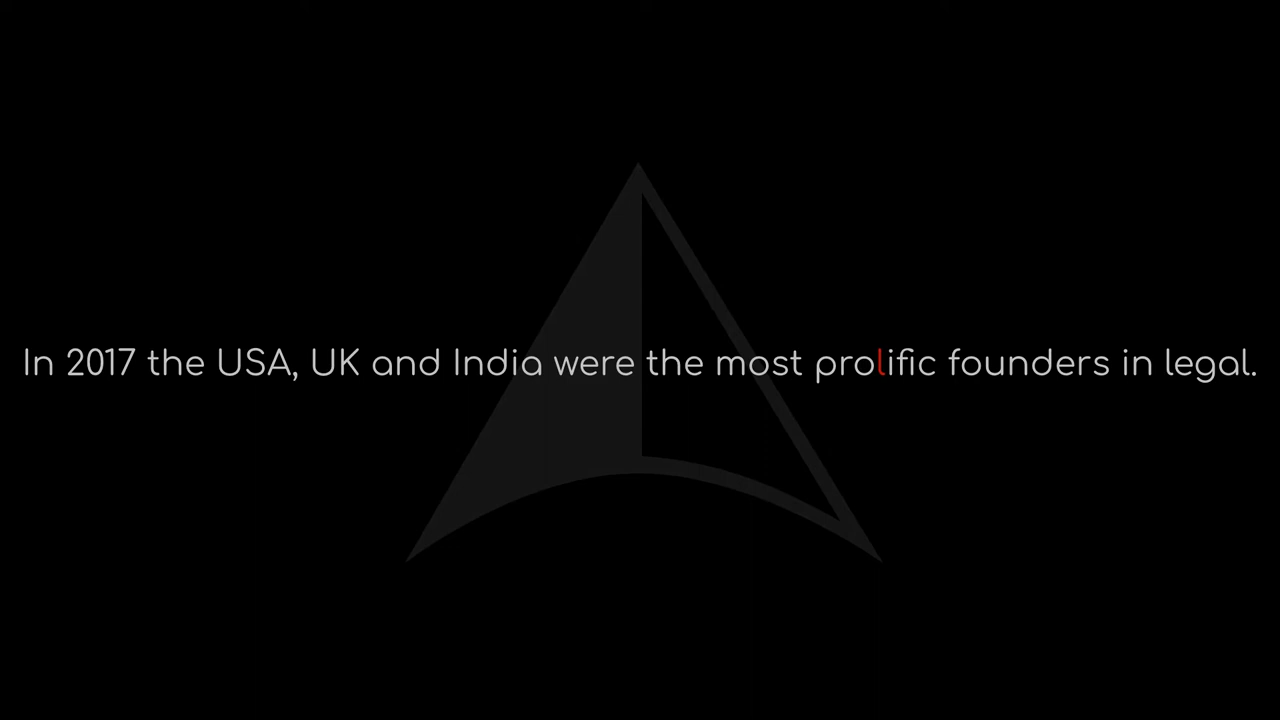 In 2017 the USA, UK and India were the most prolific founders in legal.